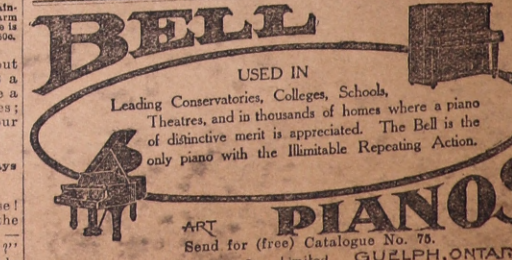 BELL
USED IN
Leading Conservatories, Colleges, Schools,
Theatres, and in thousands of homes where a piano
of distinctive merit is appreciated. The Bell is the
only piano with the Illimitable Repeating Action.
ART PIANOS
Send for (free) Catalogue No. 75.
Limited GUELPH, ONTAR